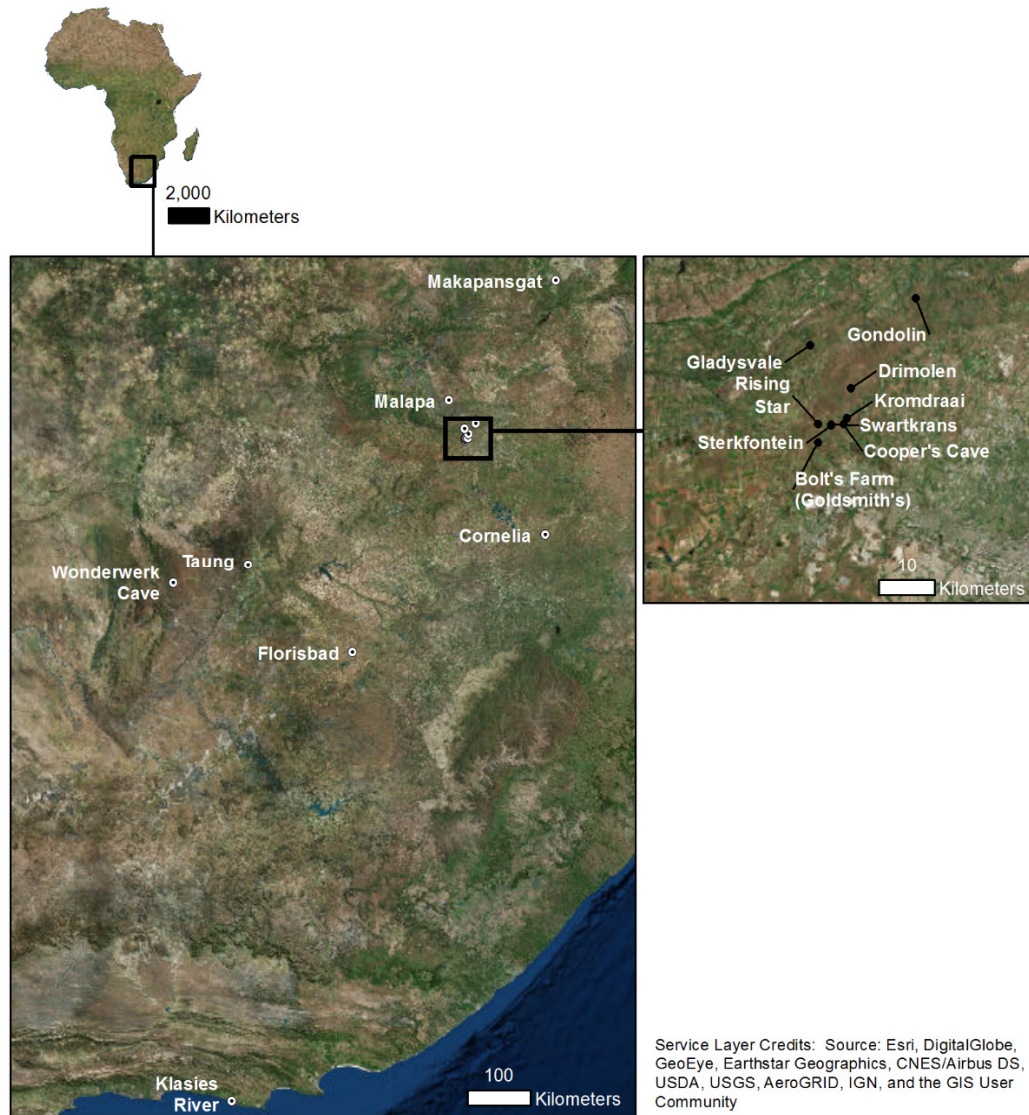 2,000
Kilometers
Makapansgat
Malapa
Cornelia
Taung
Wonderwerk
Cave
Florisbad
Klasies
River
100
Kilometers
Gondolin
Gladysvale
Drimolen
Rising
Star
Kromdraai
Swartkrans
Sterkfontein
Cooper's Cave
Bolt's Farm
(Goldsmith's)
10
Kilometers
Service Layer Credits: Source: Esri, DigitalGlobe,
GeoEye, Earthstar Geographics, CNES/Airbus DS,
USDA, USGS, AeroGRID, IGN, and the GIS User
Community